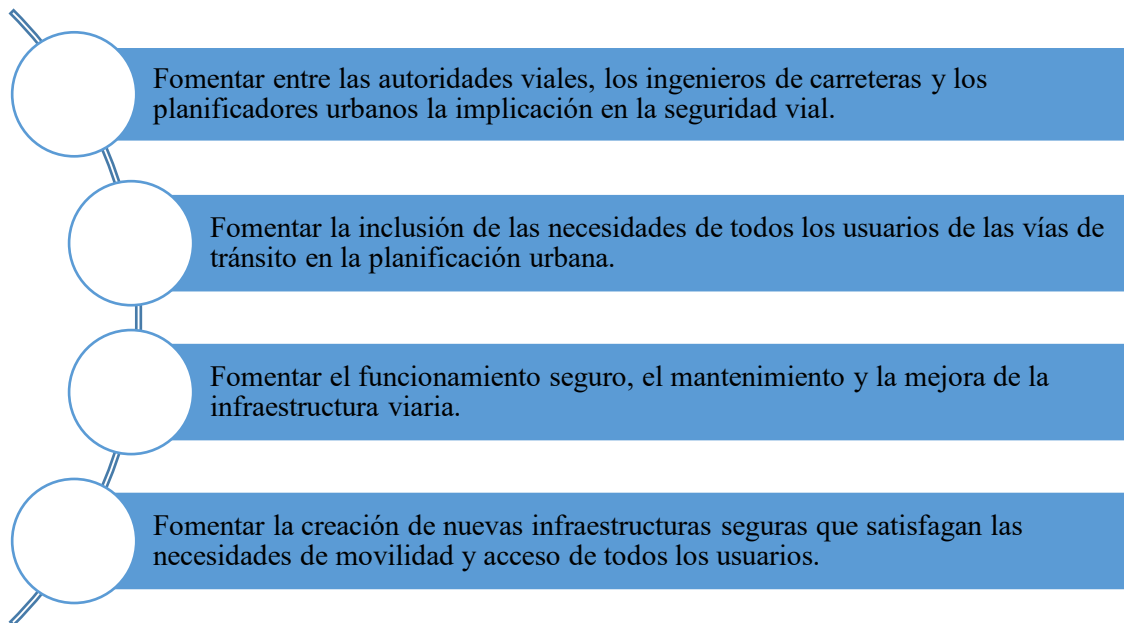 Fomentar entre las autoridades viales, los ingenieros de carreteras y los
planificadores urbanos la implicación en la seguridad vial.
Fomentar la inclusión de las necesidades de todos los usuarios de las vías de
tránsito en la planificación urbana.
Fomentar el funcionamiento seguro, el mantenimiento y la mejora de la
infraestructura viaria.
Fomentar la creación de nuevas infraestructuras seguras que satisfagan las
necesidades de movilidad y acceso de todos los usuarios.